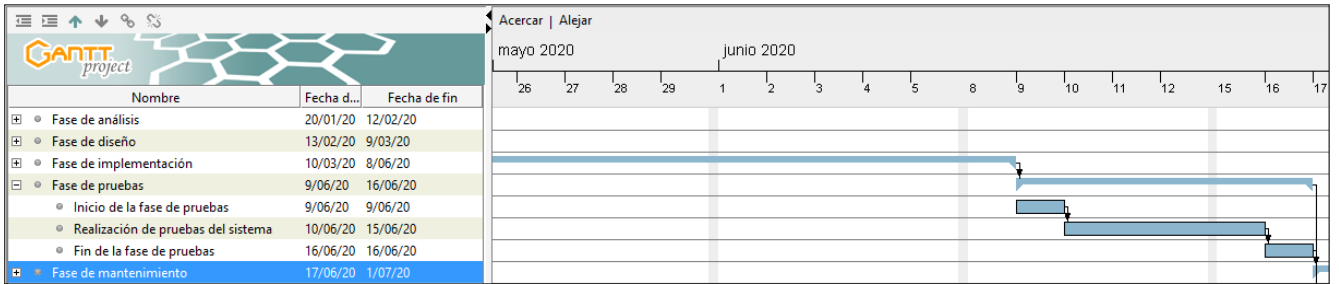 Acercar | Alejar
GANTT
project
mayo 2020 junio 2020
26 27 28 29 1 2 3 4 5 8 9 10 11 12 15 16 17
Nombre Fecha d... Fecha de fin
Fase de análisis 20/01/20 12/02/20
Fase de diseño 13/02/20 9/03/20
Fase de implementación 10/03/20 8/06/20
Fase de pruebas 9/06/20 16/06/20
Inicio de la fase de pruebas 9/06/20 9/06/20
Realización de pruebas del sistema 10/06/20 15/06/20
Fin de la fase de pruebas 16/06/20 16/06/20
Fase de mantenimiento 17/06/20 1/07/20